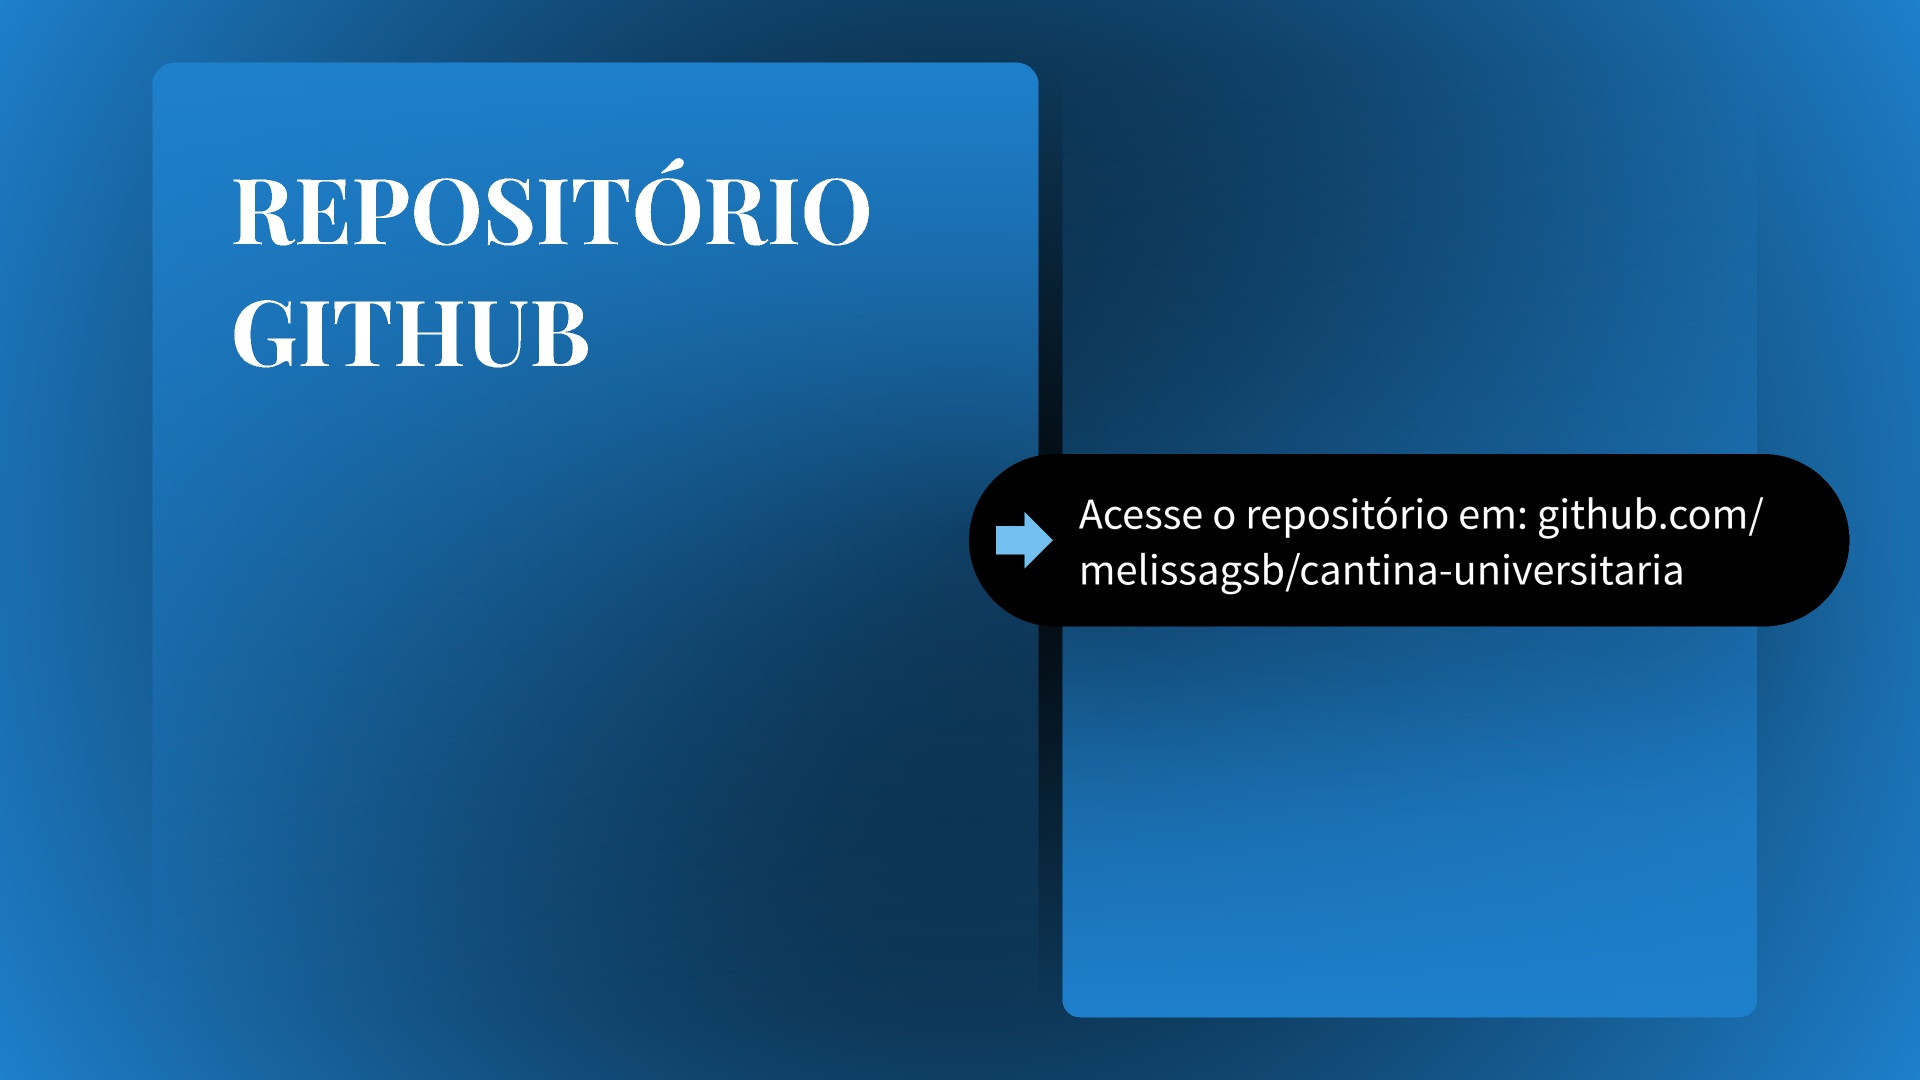 REPOSITÓRIO
GITHUB
Acesse o repositório em: github.com/
melissagsb/cantina-universitaria